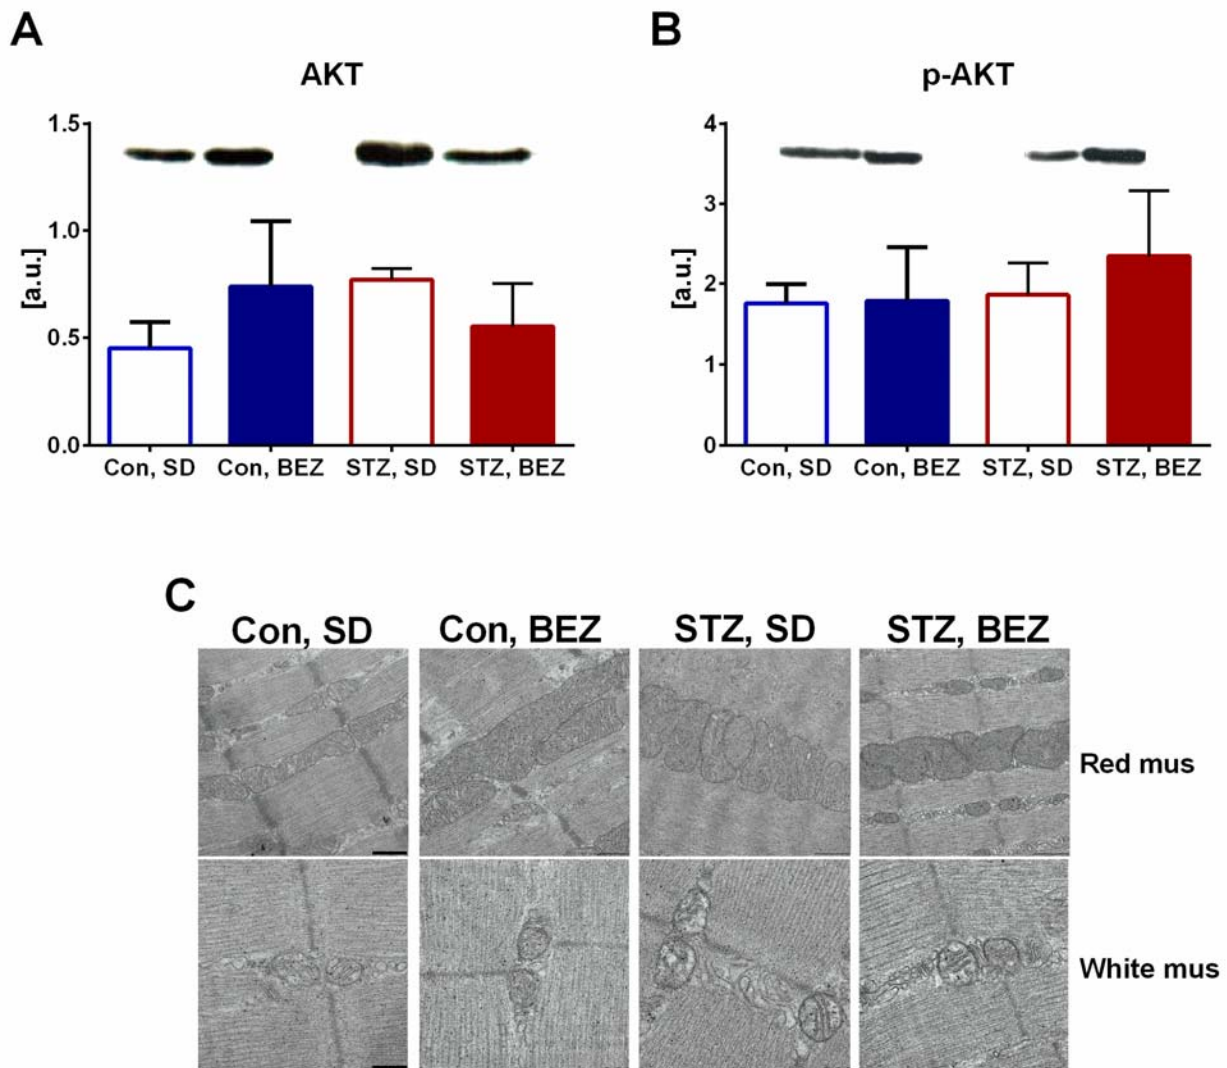 A
AKT
[a.u.]
1.5
1.0
0.5
0.0
Con, SD
Con, BEZ
STZ, SD
STZ, BEZ
B
p-AKT
[a.u.]
4
3
2
1
0
Con, SD
Con, BEZ
STZ, SD
STZ, BEZ
C
Con, SD
Con, BEZ
STZ, SD
STZ, BEZ
Red mus
White mus